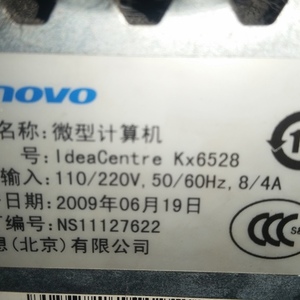 novo
名称: 微型计算机
号: IdeaCentre Kx6528
输入: 110/220V, 50/60Hz, 8/4A
日期: 2009年06月19日
编号: NS11127622
(北京)有限公司
CCC